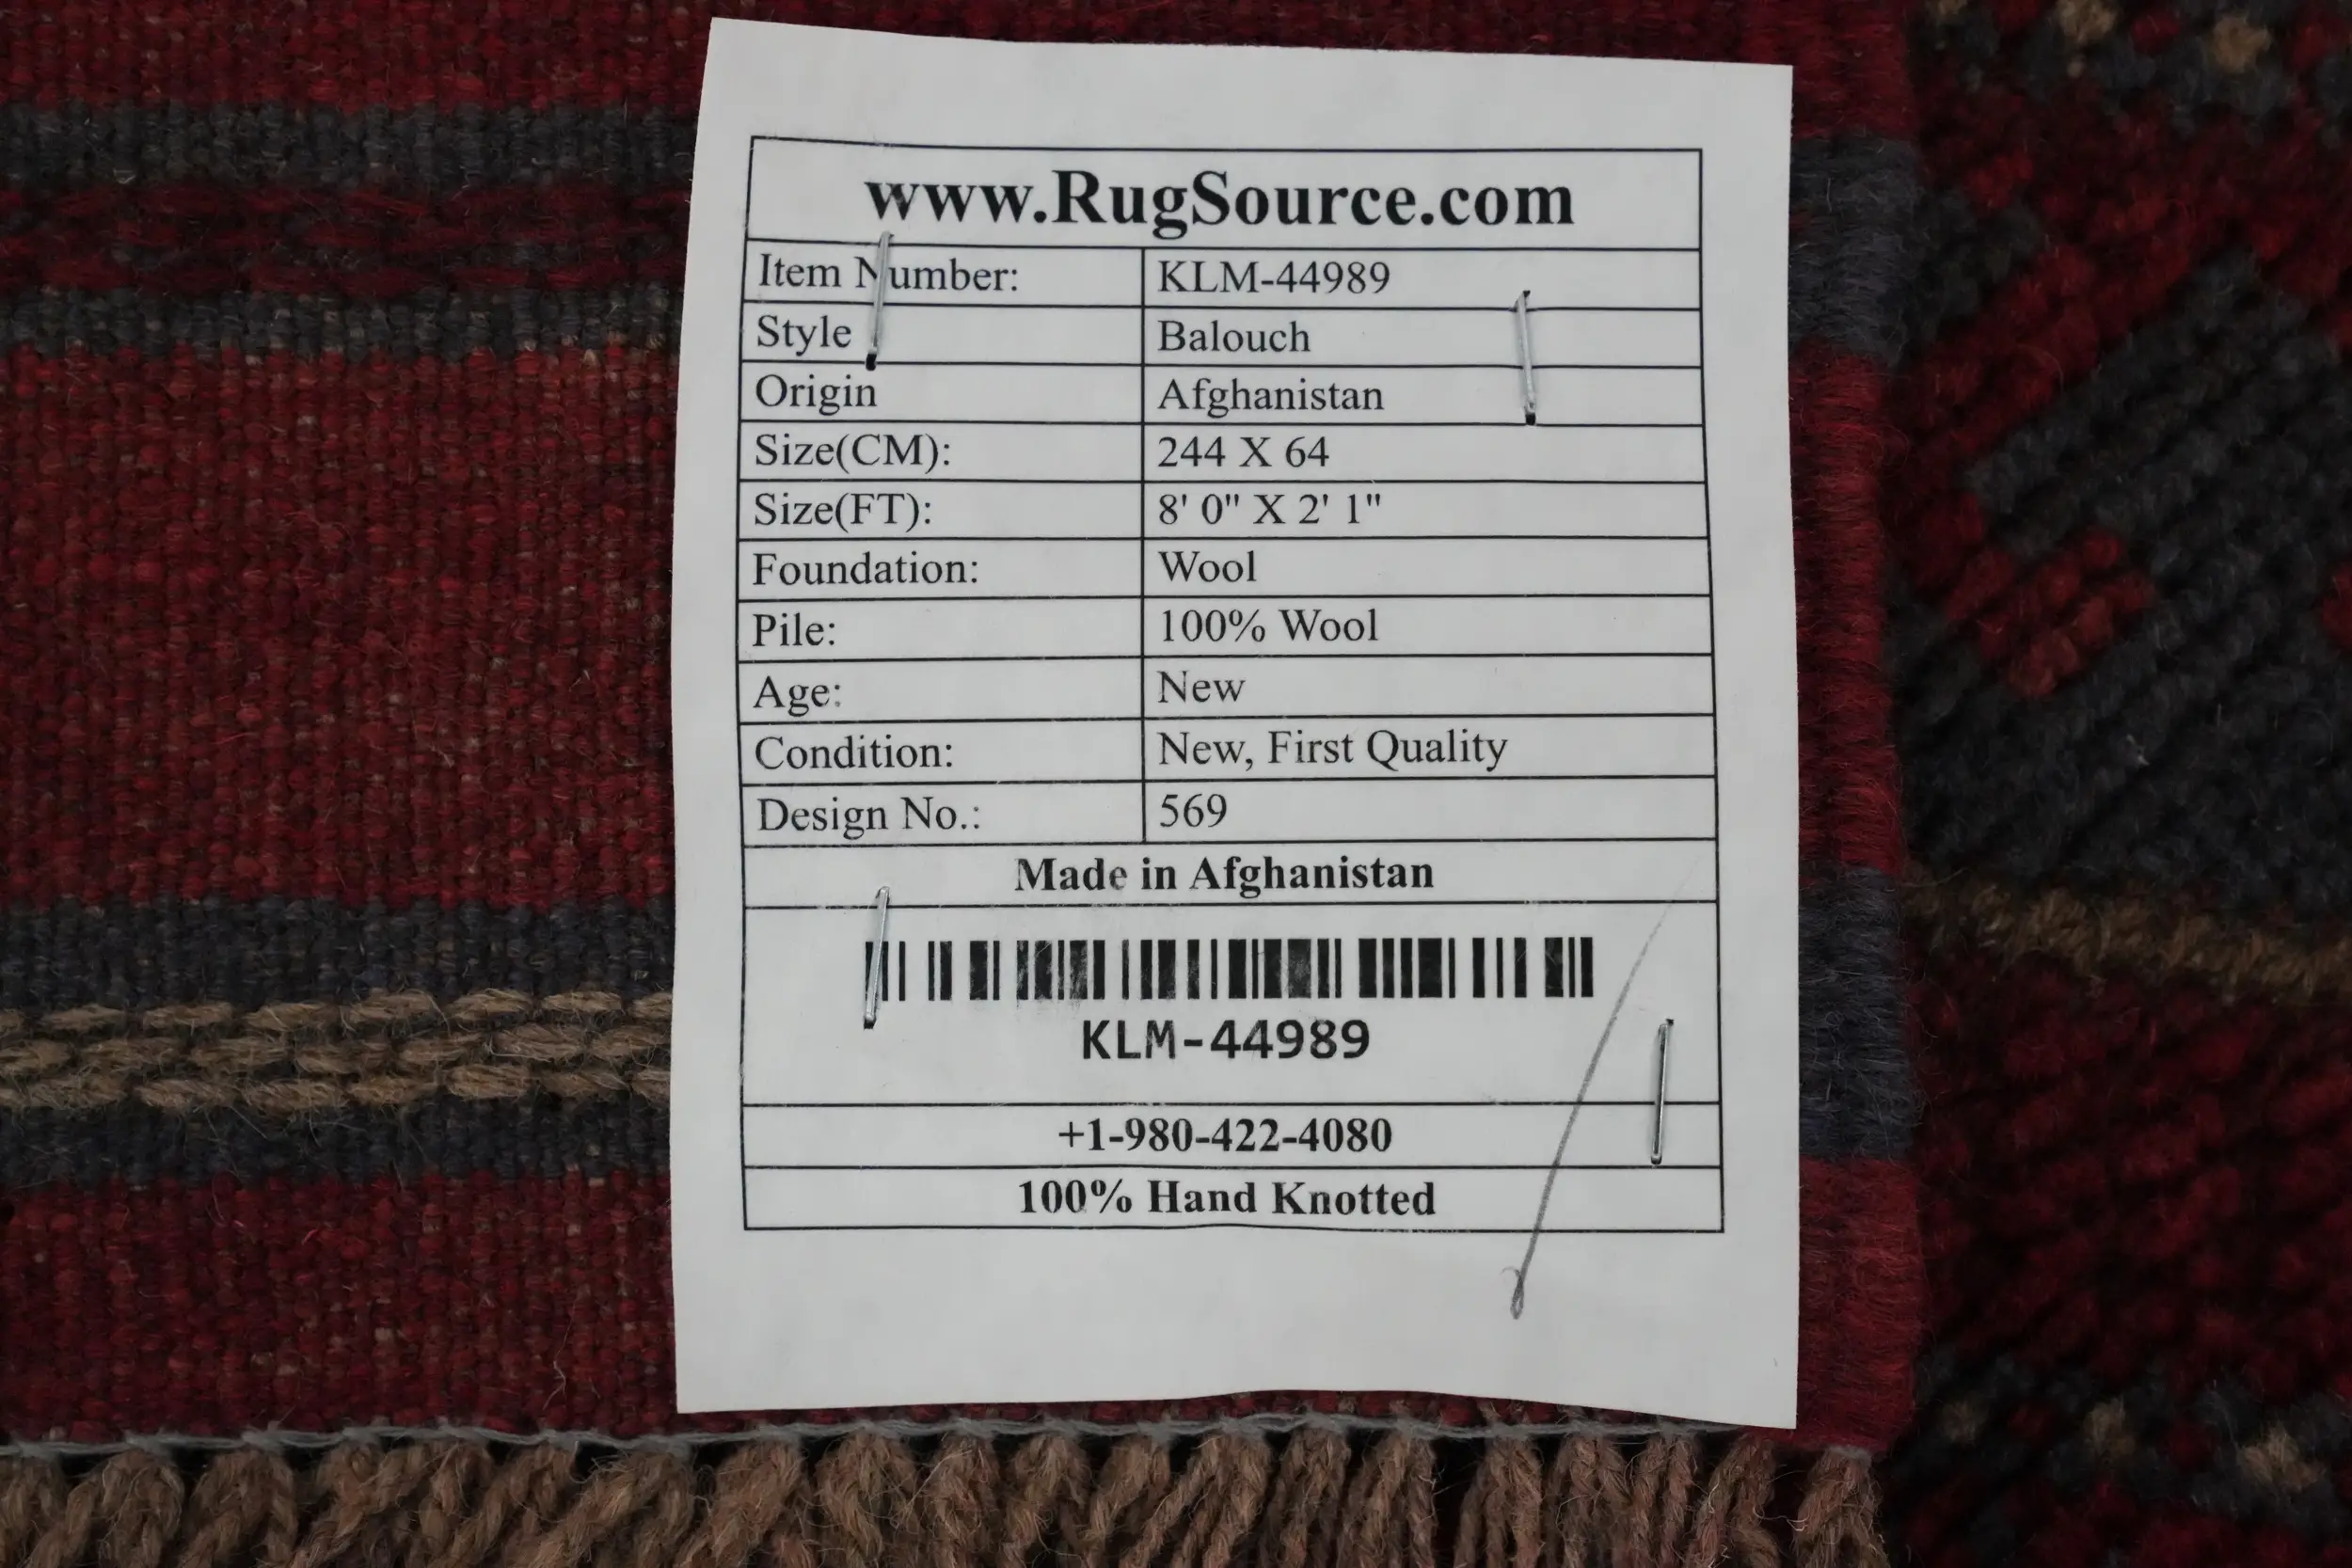 www.RugSource.com
Item Number: KLM-44989
Style Balouch
Origin Afghanistan
Size(CM): 244 X 64
Size(FT): 8' 0" X 2' 1"
Foundation: Wool
Pile: 100% Wool
Age: New
Condition: New, First Quality
Design No.: 569
Made in Afghanistan
KLM-44989
+1-980-422-4080
100% Hand Knotted